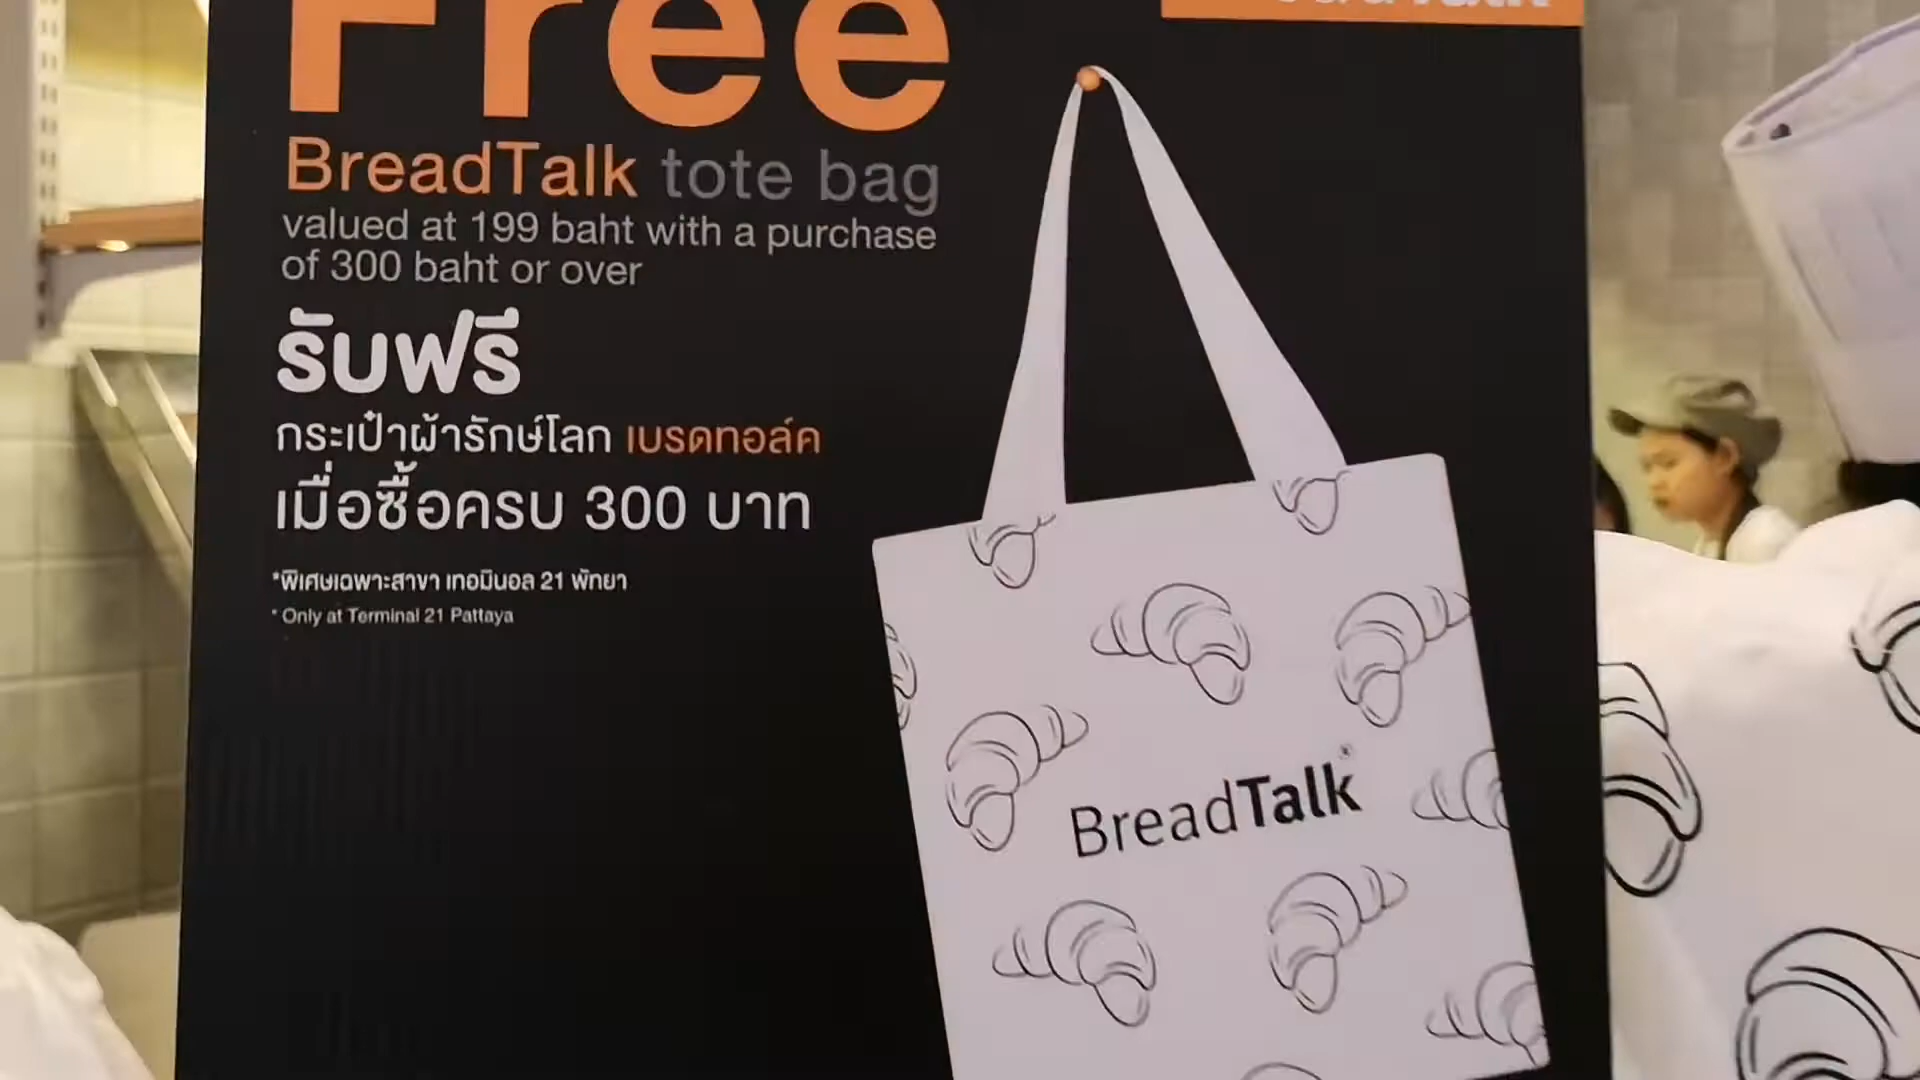 Free
BreadTalk tote bag
valued at 199 baht with a purchase
of 300 baht or over
รับฟรี
กระเป๋าผ้ารักษ์โลก เบรดทอล์ค
เมื่อซื้อครบ 300 บาท
*พิเศษเฉพาะสาขา เทอมินอล 21 พัทยา
* Only at Terminal 21 Pattaya
BreadTalk